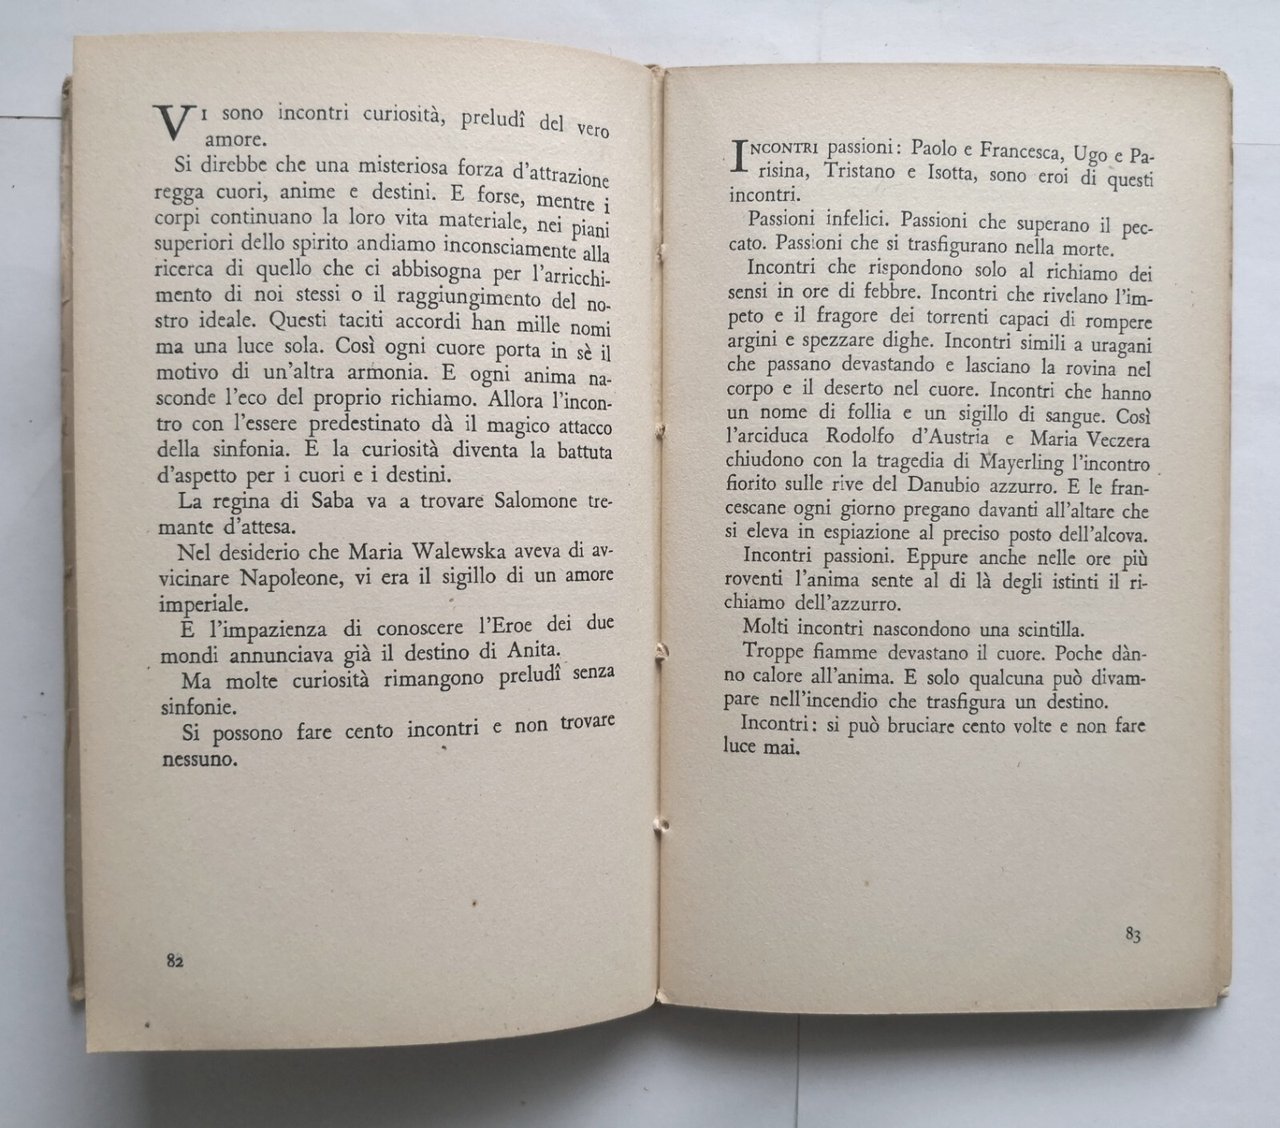 VI sono incontri curiosità, preludî del vero
amore.
Si direbbe che una misteriosa forza d'attrazione
regga cuori, anime e destini. E forse, mentre i
corpi continuano la loro vita materiale, nei piani
superiori dello spirito andiamo inconsciamente alla
ricerca di quello che ci abbisogna per l'arricchi-
mento di noi stessi o il raggiungimento del no-
stro ideale. Questi taciti accordi han mille nomi
ma una luce sola. Così ogni cuore porta in sè il
motivo di un'altra armonia. E ogni anima na-
sconde l'eco del proprio richiamo. Allora l'incon-
tro con l'essere predestinato dà il magico attacco
della sinfonia. E la curiosità diventa la battuta
d'aspetto per i cuori e i destini.
La regina di Saba va a trovare Salomone tre-
mante d'attesa.
Nel desiderio che Maria Walewska aveva di av-
vicinare Napoleone, vi era il sigillo di un amore
imperiale.
E l'impazienza di conoscere l'Eroe dei due
mondi annunciava già il destino di Anita.
Ma molte curiosità rimangono preludî senza
sinfonie.
Si possono fare cento incontri e non trovare
nessuno.
82
INCONTRI passioni: Paolo e Francesca, Ugo e Pa-
risina, Tristano e Isotta, sono eroi di questi
incontri.
Passioni infelici. Passioni che superano il pec-
cato. Passioni che si trasfigurano nella morte.
Incontri che rispondono solo al richiamo dei
sensi in ore di febbre. Incontri che rivelano l'im-
peto e il fragore dei torrenti capaci di rompere
argini e spezzare dighe. Incontri simili a uragani
che passano devastando e lasciano la rovina nel
corpo e il deserto nel cuore. Incontri che hanno
un nome di follia e un sigillo di sangue. Così
l'arciduca Rodolfo d'Austria e Maria Veczera
chiudono con la tragedia di Mayerling l'incontro
fiorito sulle rive del Danubio azzurro. E le fran-
cescane ogni giorno pregano davanti all'altare che
si eleva in espiazione al preciso posto dell'alcova.
Incontri passioni. Eppure anche nelle ore più
roventi l'anima sente al di là degli istinti il ri-
chiamo dell'azzurro.
Molti incontri nascondono una scintilla.
Troppe fiamme devastano il cuore. Poche dàn-
no calore all'anima. E solo qualcuna può divam-
pare nell'incendio che trasfigura un destino.
Incontri: si può bruciare cento volte e non fare
luce mai.
83